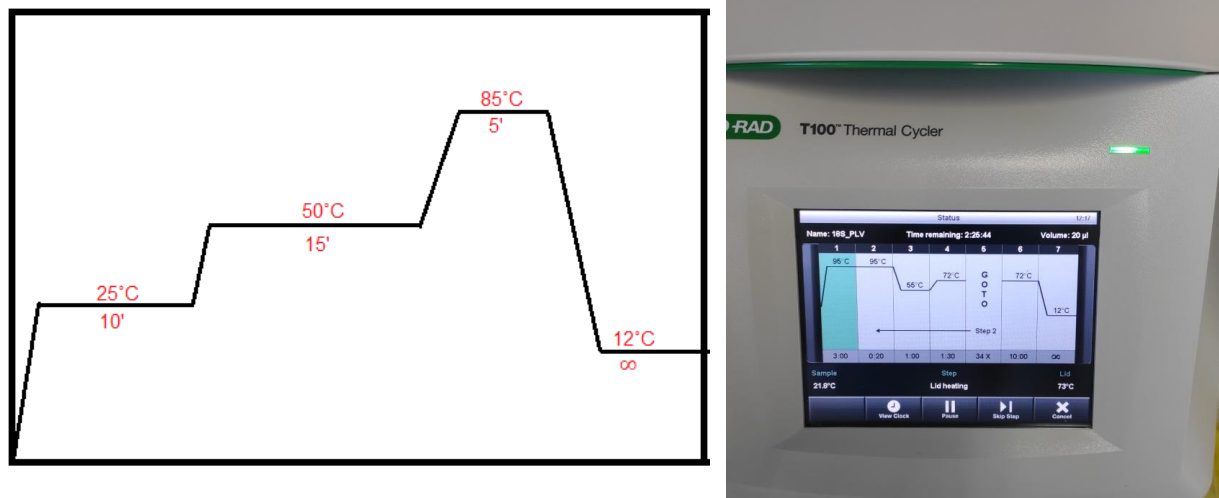 85°C
5'
50°C
15'
25°C
10'
12°C
∞
O-RAD T100™ Thermal Cycler
Status 12:17
Name: 18S_PLV Time remaining: 2:25:44 Volume: 20 µl
1 2 3 4 5 6 7
95°C 95°C 55°C 72°C GOTO 72°C 12°C
Step 2
3:00 0:20 1:00 1:30 34 X 10:00 ∞
Sample Step Lid
21.8°C Lid heating 73°C
View Clock Pause Skip Step Cancel